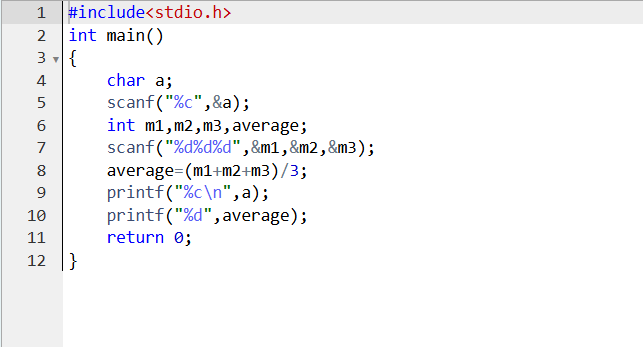 1 #include<stdio.h>
2 int main()
3 {
4 char a;
5 scanf("%c",&a);
6 int m1,m2,m3,average;
7 scanf("%d%d%d",&m1,&m2,&m3);
8 average=(m1+m2+m3)/3;
9 printf("%c\n",a);
10 printf("%d",average);
11 return 0;
12 }